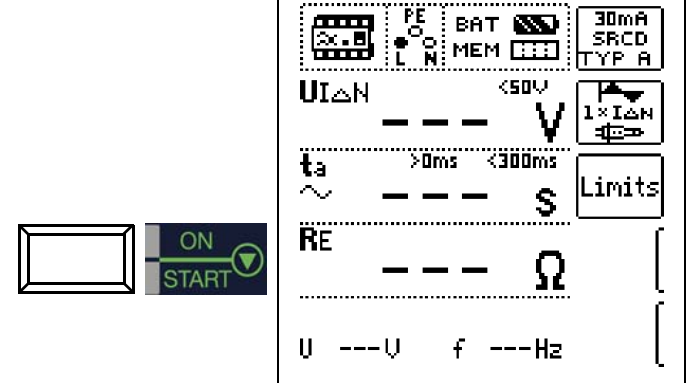 PE
BAT
MEM
L N
30mA
SRCD
TYP A
UI△N <50V
--- V
1×I△N
ta >0ms <300ms
~ --- s
Limits
RE
--- Ω
ON
START
U ---V f ---Hz